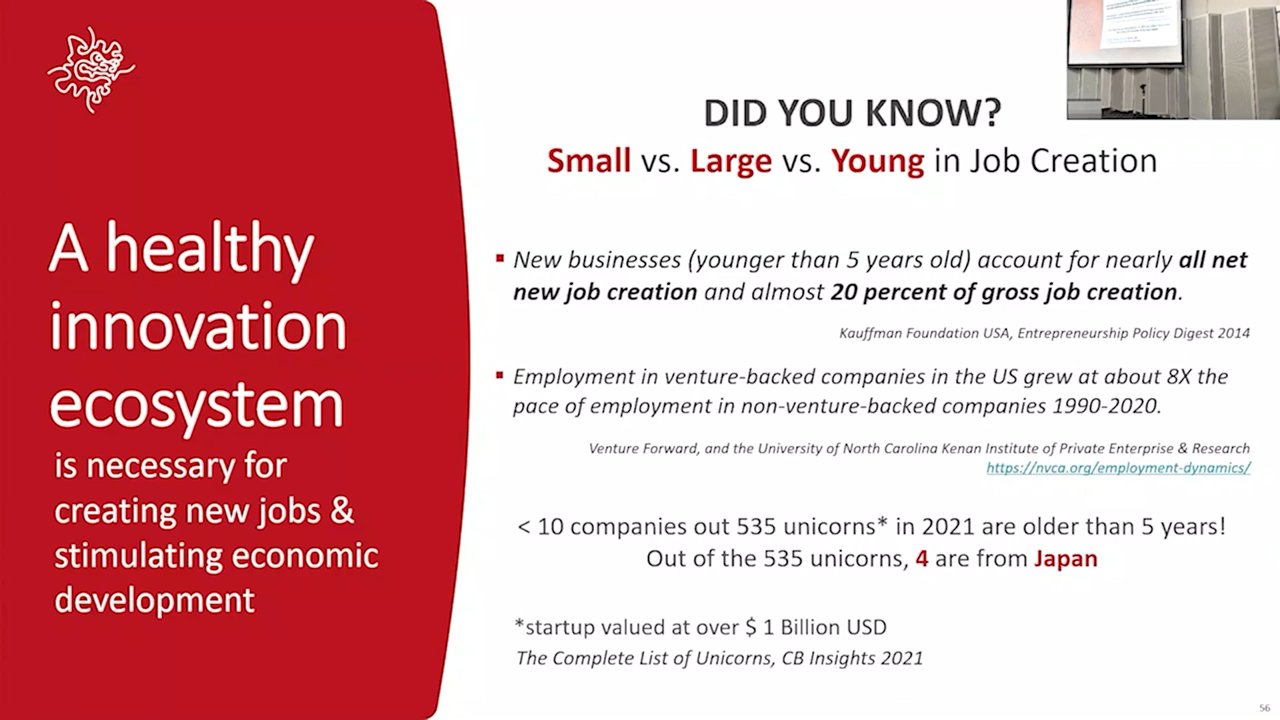 A healthy
innovation
ecosystem
is necessary for
creating new jobs &
stimulating economic
development
DID YOU KNOW?
Small vs. Large vs. Young in Job Creation
▪ New businesses (younger than 5 years old) account for nearly all net
new job creation and almost 20 percent of gross job creation.
Kauffman Foundation USA, Entrepreneurship Policy Digest 2014
▪ Employment in venture-backed companies in the US grew at about 8X the
pace of employment in non-venture-backed companies 1990-2020.
Venture Forward, and the University of North Carolina Kenan Institute of Private Enterprise & Research
https://nvca.org/employment-dynamics/
< 10 companies out 535 unicorns* in 2021 are older than 5 years!
Out of the 535 unicorns, 4 are from Japan
*startup valued at over $ 1 Billion USD
The Complete List of Unicorns, CB Insights 2021
56